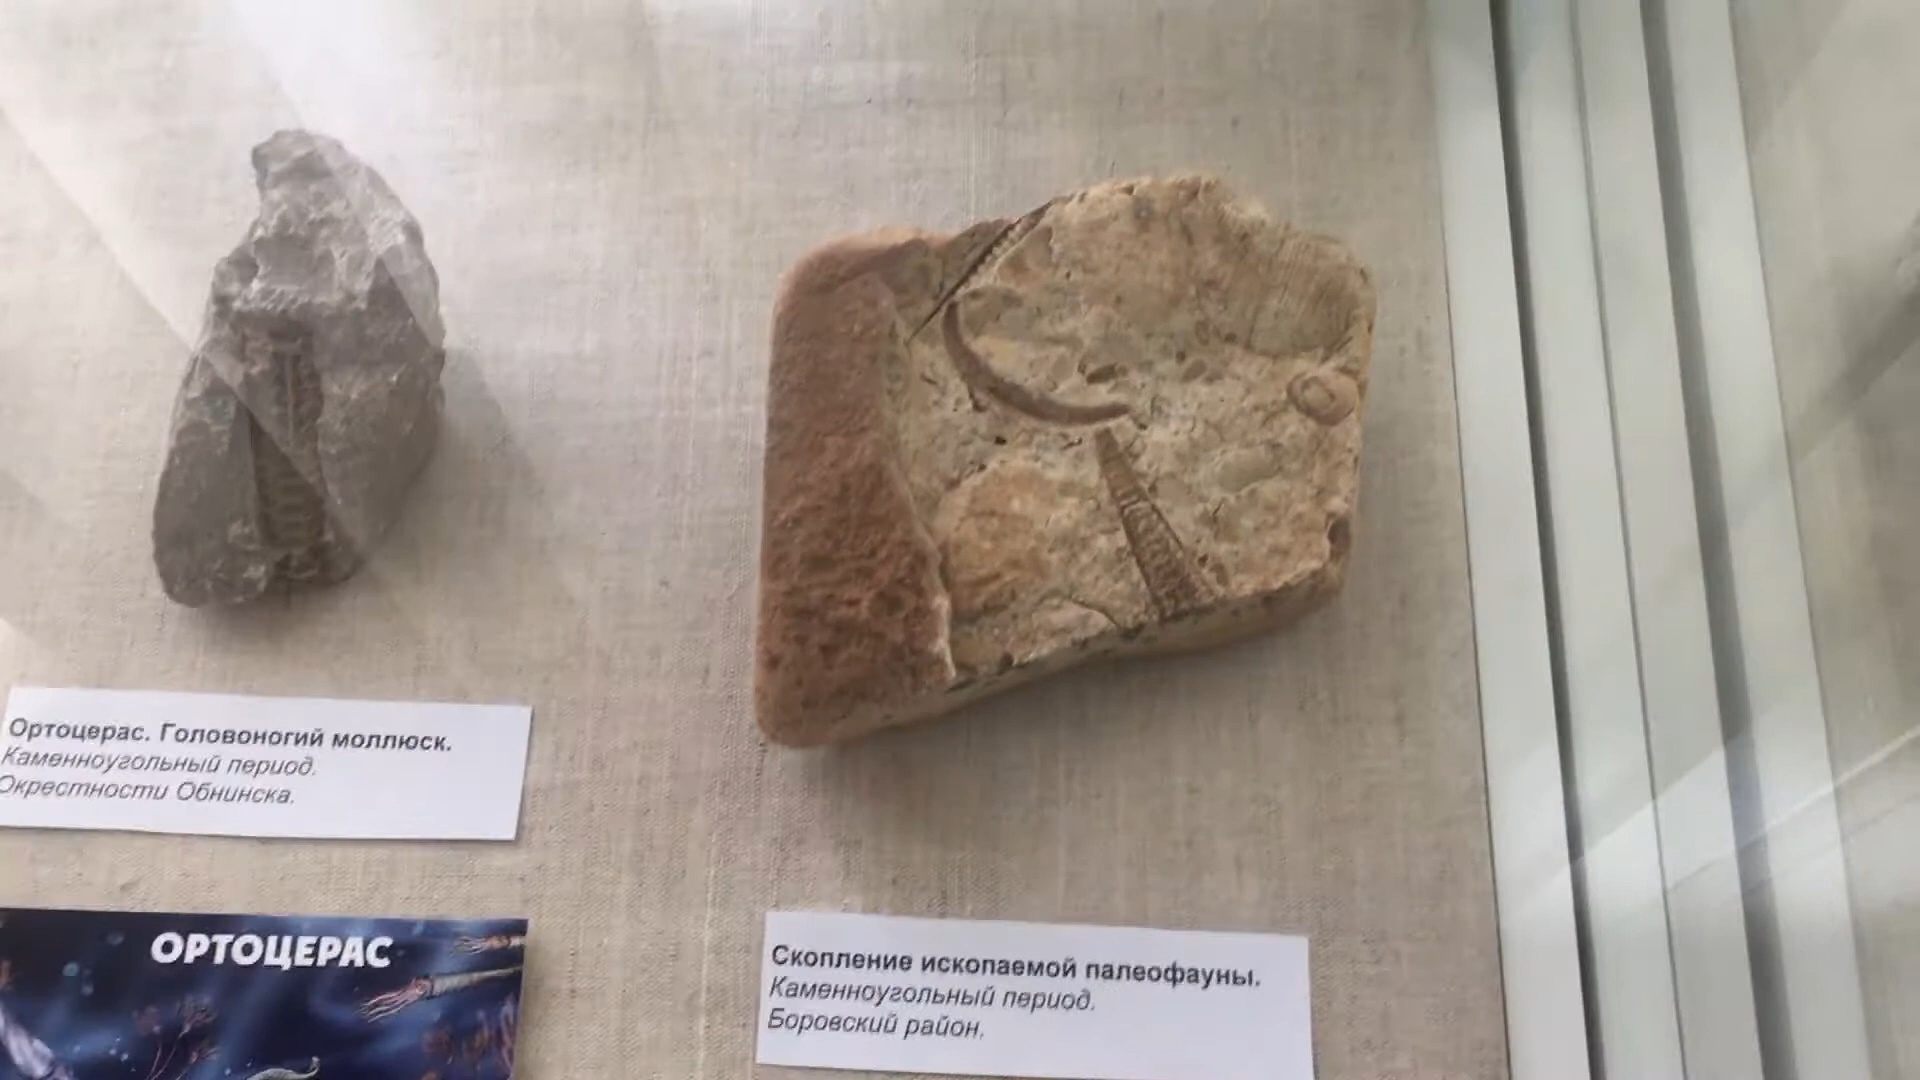 Ортоцерас. Головоногий моллюск.
Каменноугольный период.
Окрестности Обнинска.
ОРТОЦЕРАС
Скопление ископаемой палеофауны.
Каменноугольный период.
Боровский район.